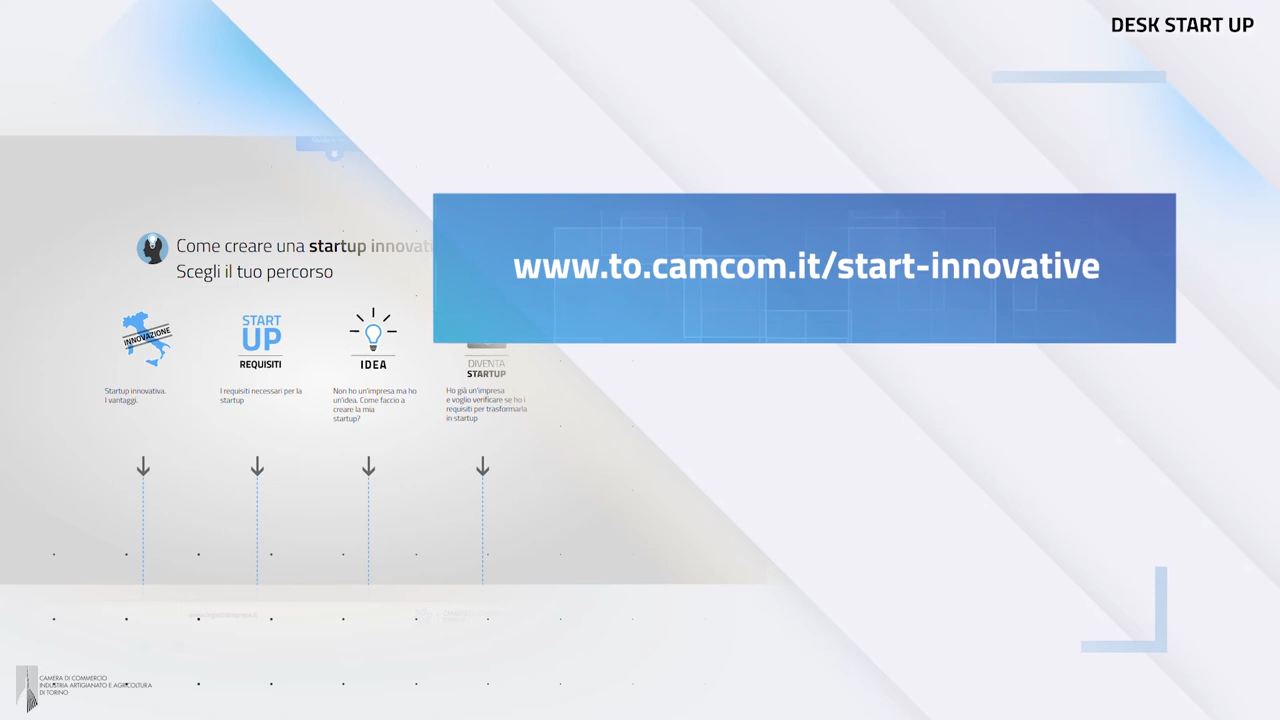 DESK START UP
Come creare una startup innovati
Scegli il tuo percorso
www.to.camcom.it/start-innovative
INNOVAZIONE
START
UP
REQUISITI
IDEA
DIVENTA
STARTUP
Startup innovativa.
I vantaggi.
I requisiti necessari per la
startup
Non ho un'impresa ma ho
un'idea. Come faccio a
creare la mia
startup?
Ho già un'impresa
e voglio verificare se ho i
requisiti per trasformarla
in startup
CAMERA DI COMMERCIO
INDUSTRIA ARTIGIANATO E AGRICOLTURA
DI TORINO